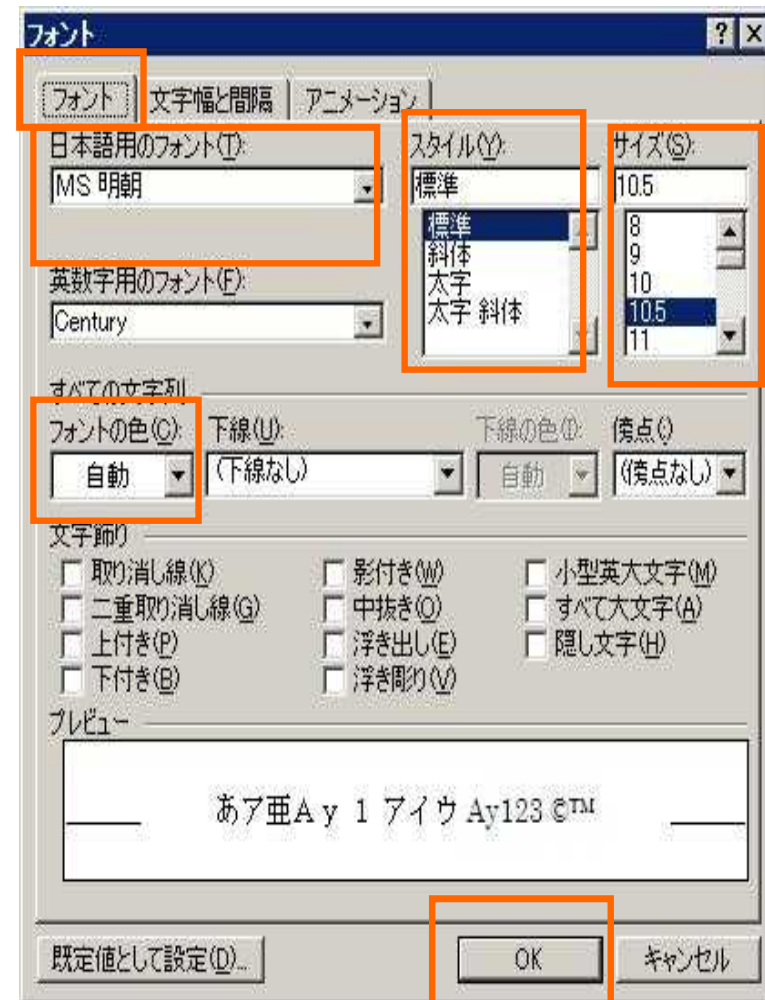 フォント
フォント 文字幅と間隔 アニメーション
日本語用のフォント(T): スタイル(Y): サイズ(S):
MS 明朝 標準 10.5
標準 8
斜体 9
太字 10
太字 斜体 10.5
11
英数字用のフォント(F):
Century
すべての文字列
フォントの色(C): 下線(U): 下線の色(I): 傍点(·)
自動 (下線なし) 自動 (傍点なし)
文字飾り
取り消し線(K) 影付き(W) 小型英大文字(M)
二重取り消し線(G) 中抜き(O) すべて大文字(A)
上付き(P) 浮き出し(E) 隠し文字(H)
下付き(B) 浮き彫り(V)
プレビュー
あア亜Ay 1 アイウ Ay123 ©™
既定値として設定(D)... OK キャンセル